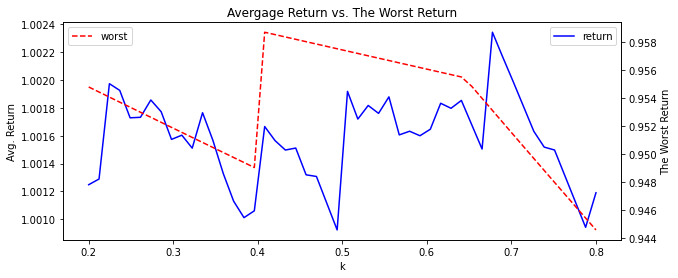 Avergage Return vs. The Worst Return
worst
return
1.0024
1.0022
1.0020
1.0018
1.0016
1.0014
1.0012
1.0010
Avg. Return
0.958
0.956
0.954
0.952
0.950
0.948
0.946
0.944
The Worst Return
0.2 0.3 0.4 0.5 0.6 0.7 0.8
k